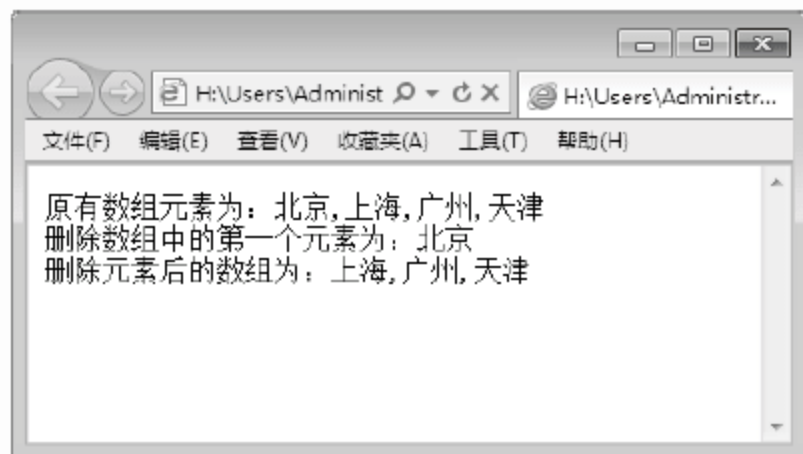 H:\Users\Administ
H:\Users\Administr...
文件(F) 编辑(E) 查看(V) 收藏夹(A) 工具(T) 帮助(H)
原有数组元素为：北京,上海,广州,天津
删除数组中的第一个元素为：北京
删除元素后的数组为：上海,广州,天津